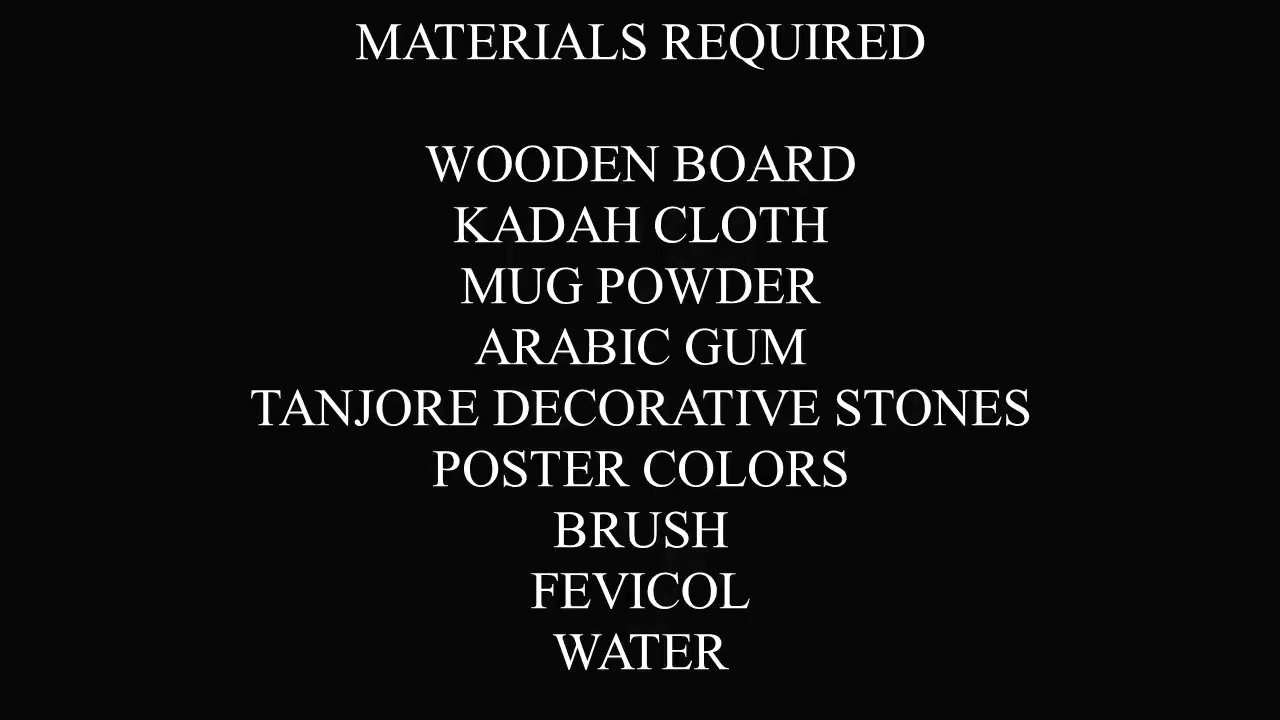 MATERIALS REQUIRED
WOODEN BOARD
KADAH CLOTH
MUG POWDER
ARABIC GUM
TANJORE DECORATIVE STONES
POSTER COLORS
BRUSH
FEVICOL
WATER